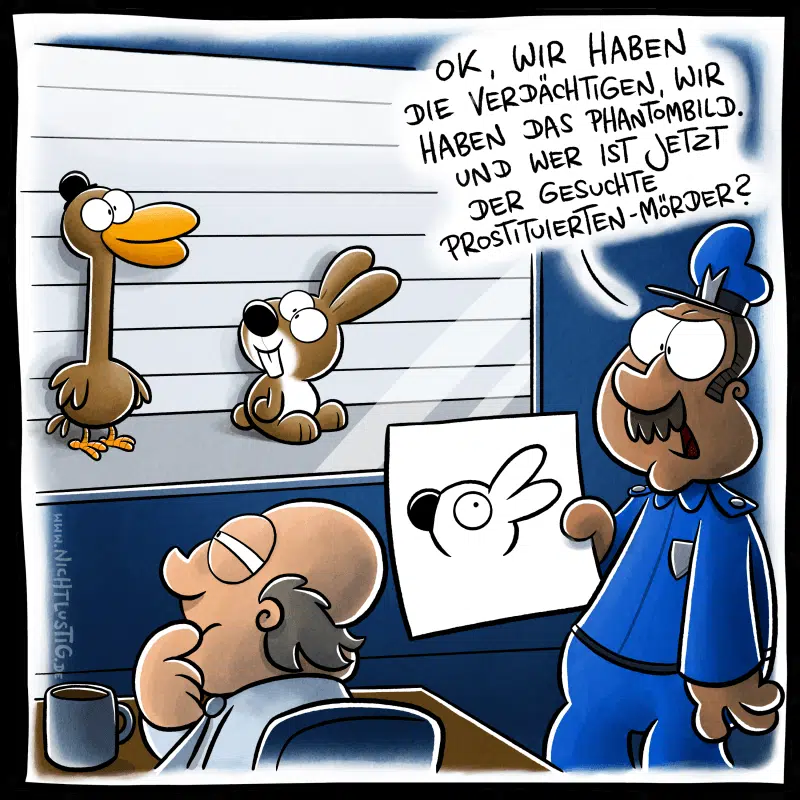 OK, WIR HABEN
DIE VERDÄCHTIGEN, WIR
HABEN DAS PHANTOMBILD.
UND WER IST JETZT
DER GESUCHTE
PROSTITUIERTEN-MÖRDER?
www.NICHTLUSTIG.DE